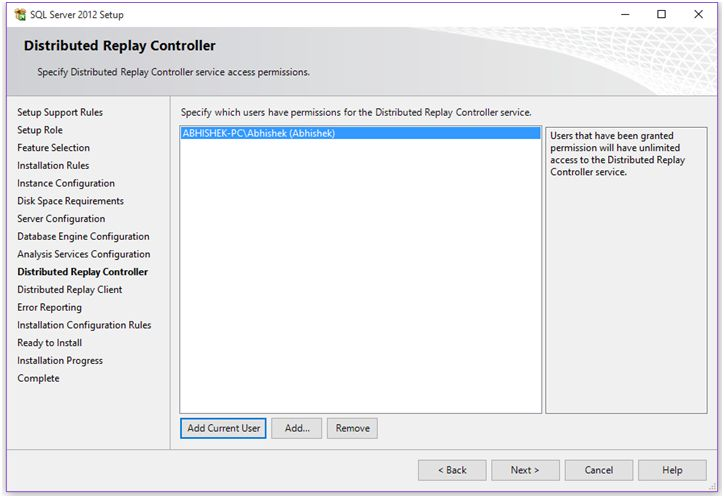 SQL Server 2012 Setup
Distributed Replay Controller
Specify Distributed Replay Controller service access permissions.
Setup Support Rules
Setup Role
Feature Selection
Installation Rules
Instance Configuration
Disk Space Requirements
Server Configuration
Database Engine Configuration
Analysis Services Configuration
Distributed Replay Controller
Distributed Replay Client
Error Reporting
Installation Configuration Rules
Ready to Install
Installation Progress
Complete
Specify which users have permissions for the Distributed Replay Controller service.
ABHISHEK-PC\Abhishek (Abhishek)
Users that have been granted
permission will have unlimited
access to the Distributed Replay
Controller service.
Add Current User
Add...
Remove
< Back
Next >
Cancel
Help